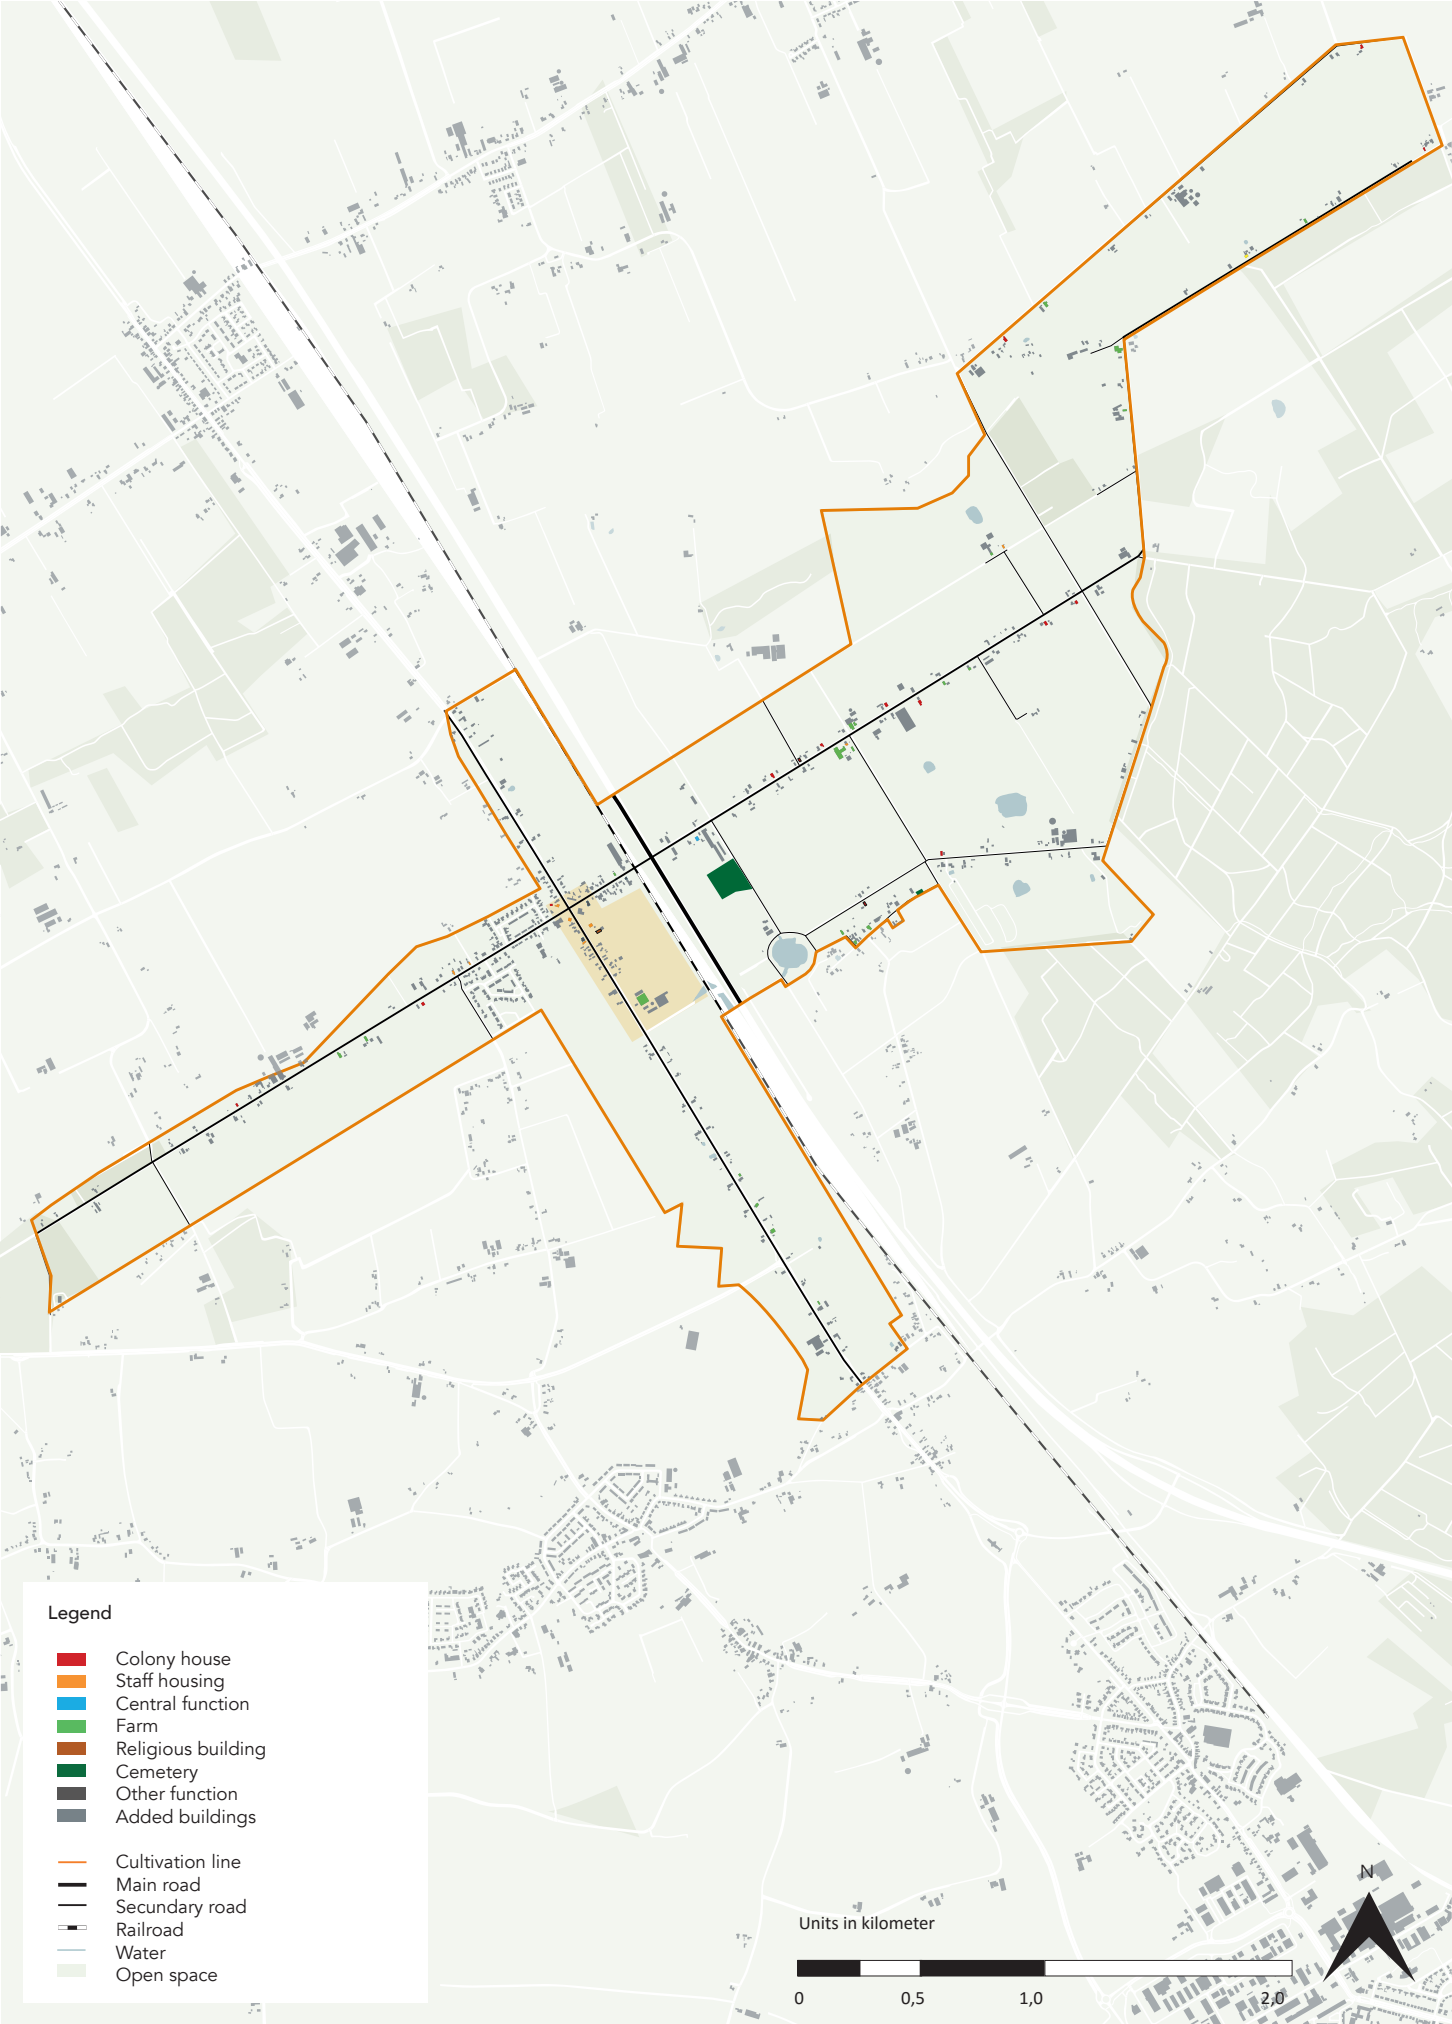 Legend
Colony house
Staff housing
Central function
Farm
Religious building
Cemetery
Other function
Added buildings
Cultivation line
Main road
Secundary road
Railroad
Water
Open space
N
Units in kilometer
0 0,5 1,0 2,0